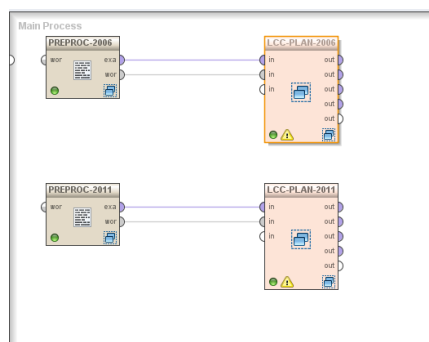 Main Process
PREPROC-2006
LCC-PLAN-2006
wor
exa
in
out
wor
in
out
in
out
out
out
PREPROC-2011
LCC-PLAN-2011
wor
exa
in
out
wor
in
out
in
out
out
out